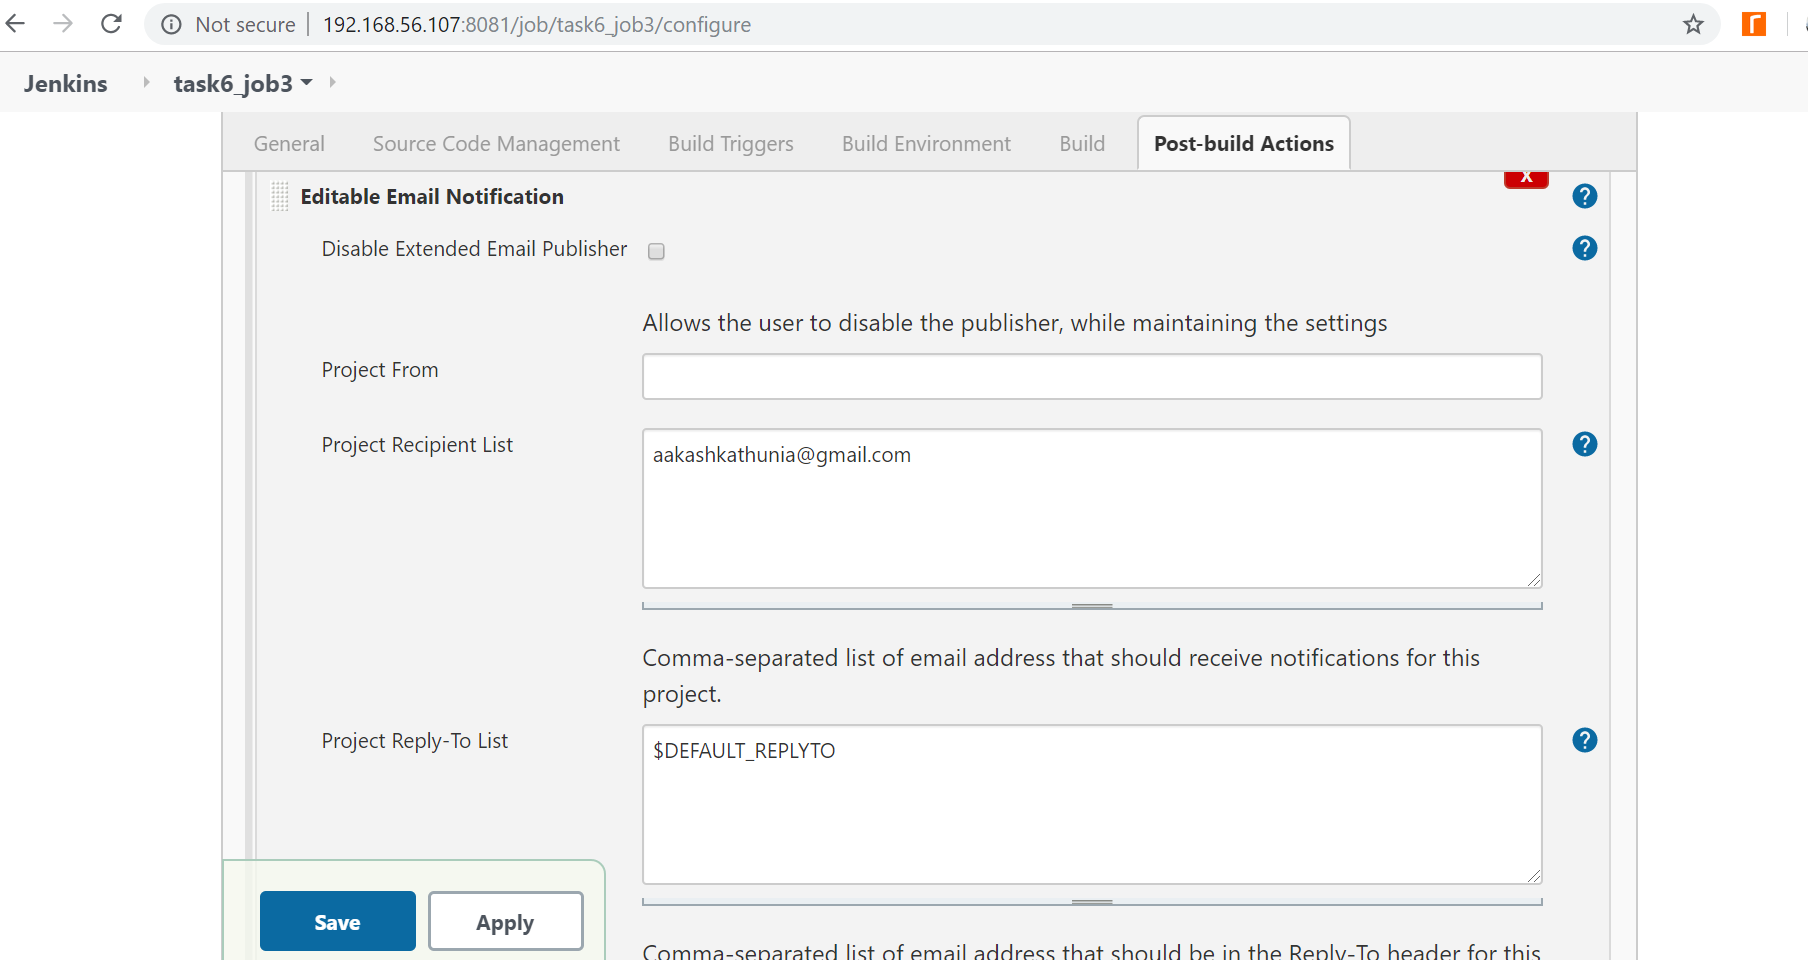 Not secure | 192.168.56.107:8081/job/task6_job3/configure
Jenkins task6_job3
General Source Code Management Build Triggers Build Environment Build Post-build Actions
X
Editable Email Notification ?
Disable Extended Email Publisher ?
Allows the user to disable the publisher, while maintaining the settings
Project From
Project Recipient List aakashkathunia@gmail.com ?
Comma-separated list of email address that should receive notifications for this
project.
Project Reply-To List $DEFAULT_REPLYTO ?
Save Apply
Comma-separated list of email address that should be in the Reply-To header for this